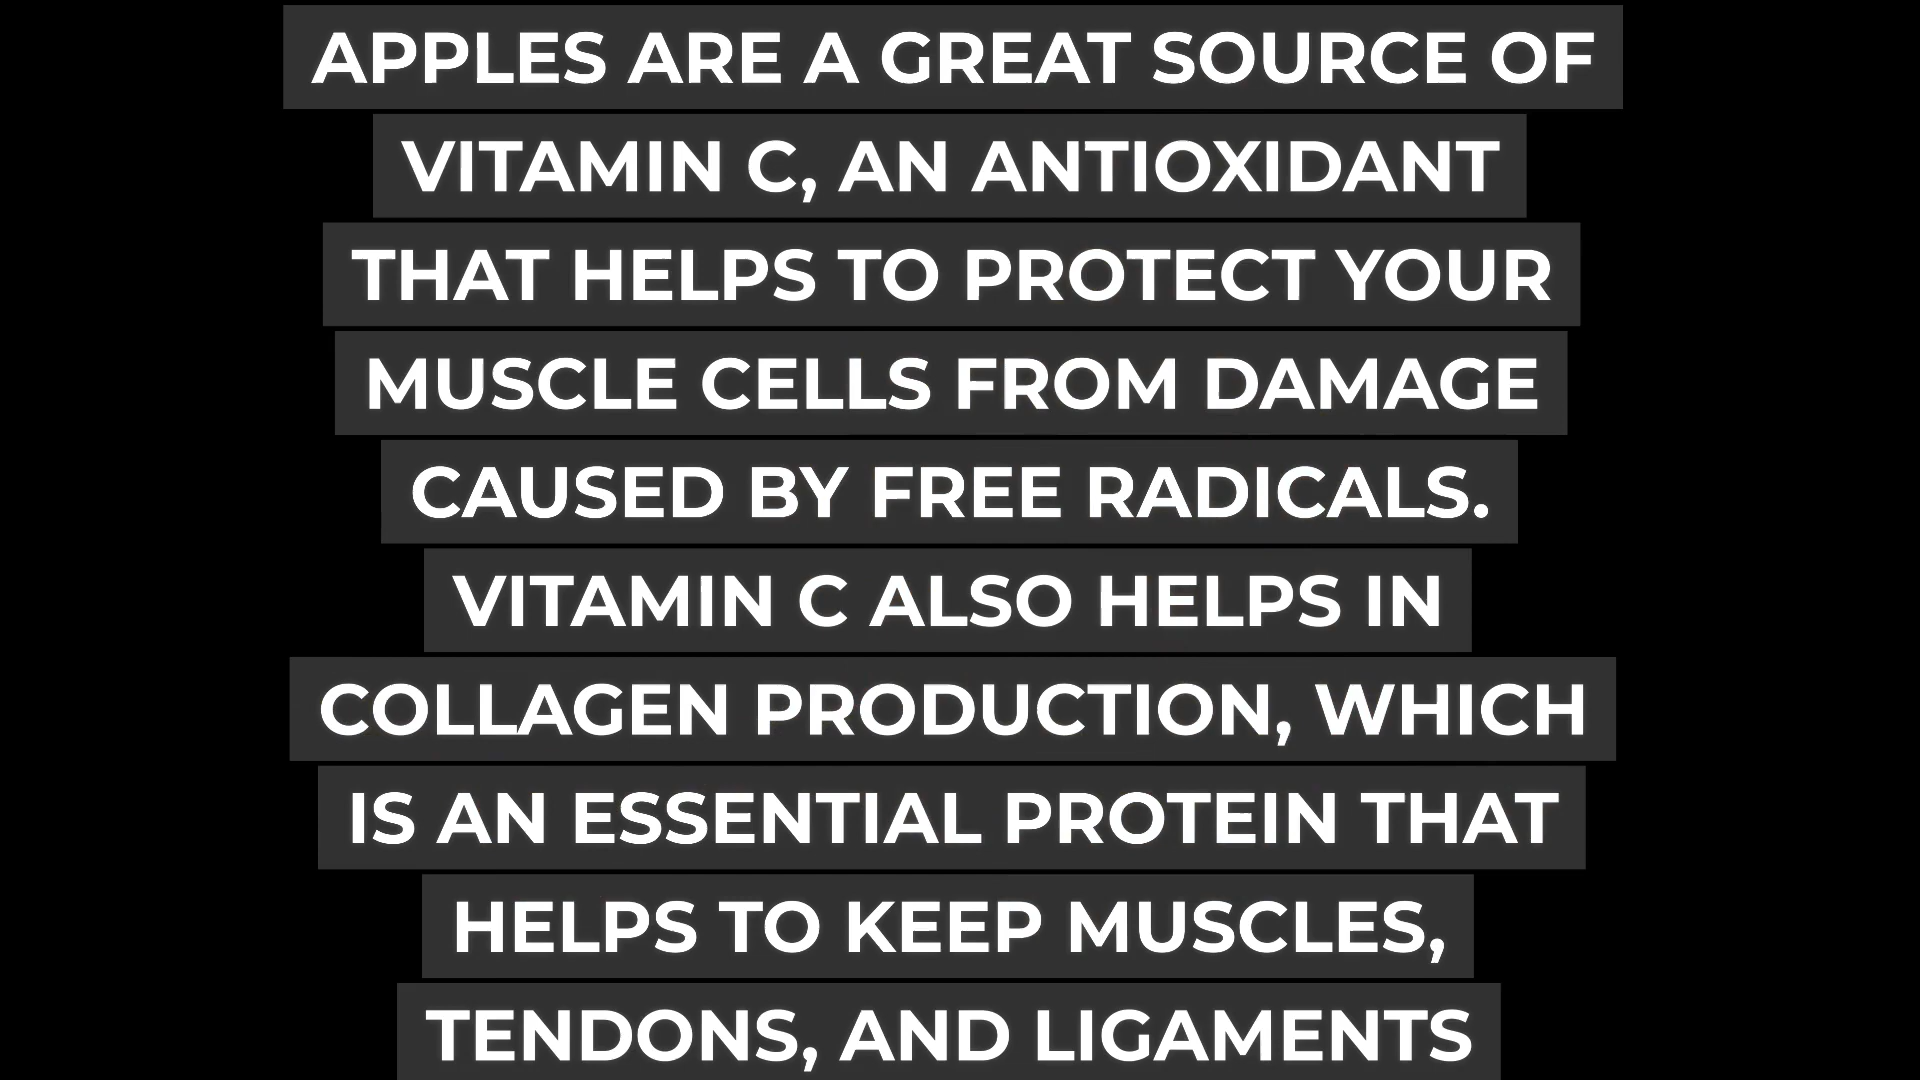 APPLES ARE A GREAT SOURCE OF
VITAMIN C, AN ANTIOXIDANT
THAT HELPS TO PROTECT YOUR
MUSCLE CELLS FROM DAMAGE
CAUSED BY FREE RADICALS.
VITAMIN C ALSO HELPS IN
COLLAGEN PRODUCTION, WHICH
IS AN ESSENTIAL PROTEIN THAT
HELPS TO KEEP MUSCLES,
TENDONS, AND LIGAMENTS